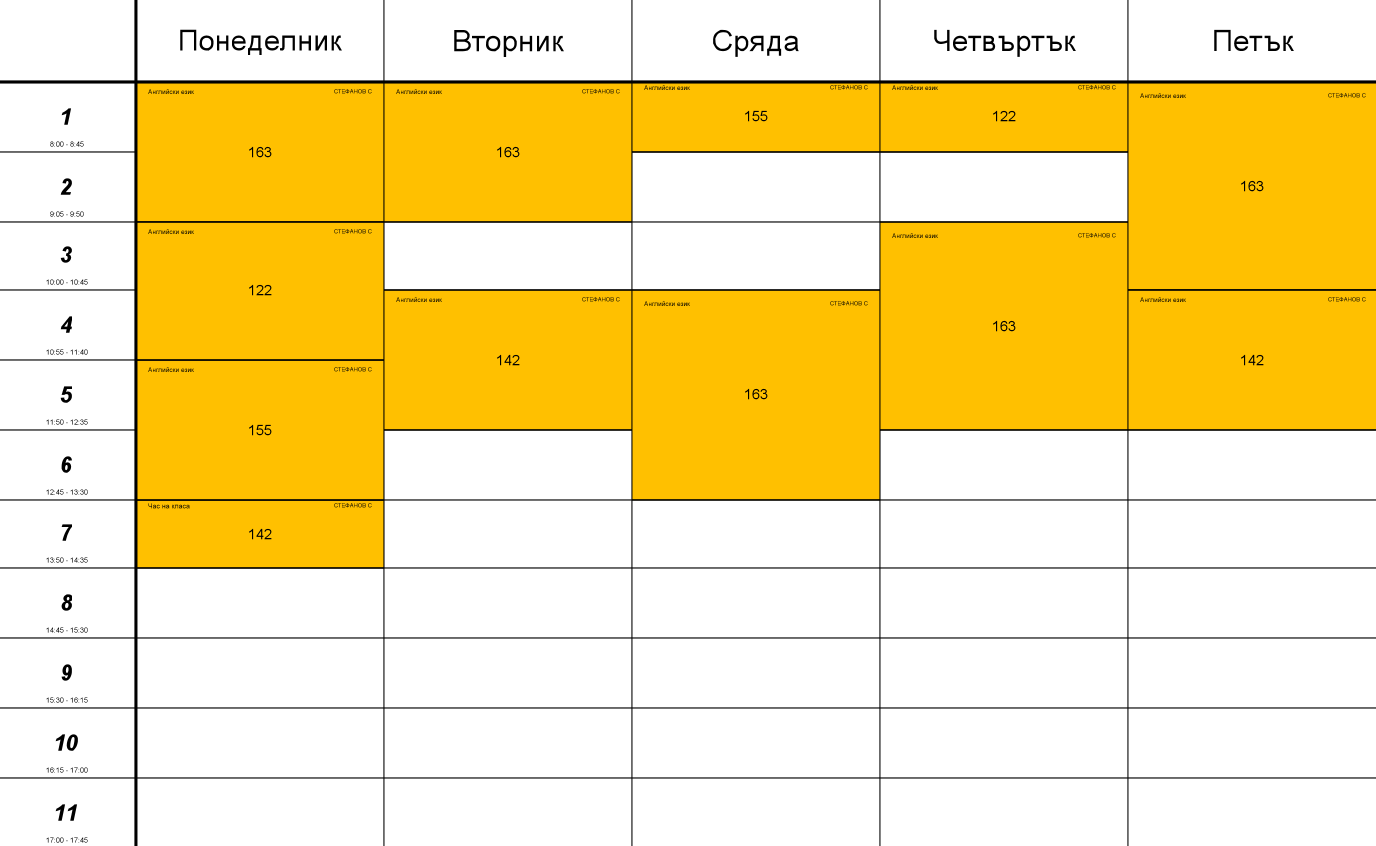 Понеделник Вторник Сряда Четвъртък Петък
1
8:00 - 8:45
2
9:05 - 9:50
3
10:00 - 10:45
4
10:55 - 11:40
5
11:50 - 12:35
6
12:45 - 13:30
7
13:50 - 14:35
8
14:45 - 15:30
9
15:30 - 16:15
10
16:15 - 17:00
11
17:00 - 17:45
Английски език СТЕФАНОВ С
163
Английски език СТЕФАНОВ С
122
Английски език СТЕФАНОВ С
155
Час на класа СТЕФАНОВ С
142
Английски език СТЕФАНОВ С
163
Английски език СТЕФАНОВ С
142
Английски език СТЕФАНОВ С
155
Английски език СТЕФАНОВ С
163
Английски език СТЕФАНОВ С
122
Английски език СТЕФАНОВ С
163
Английски език СТЕФАНОВ С
163
Английски език СТЕФАНОВ С
142